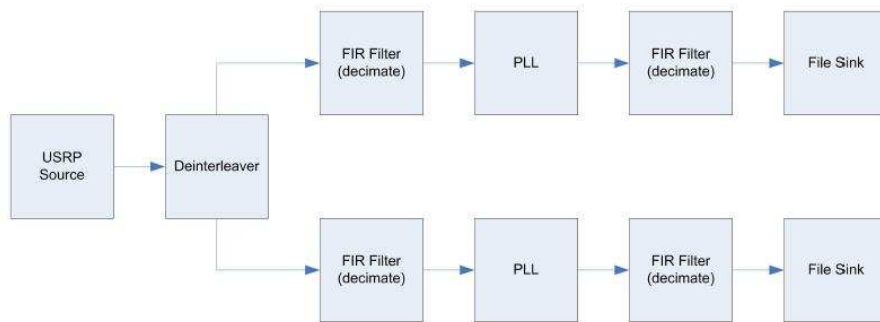 FIR Filter
(decimate)
PLL
FIR Filter
(decimate)
File Sink
USRP
Source
Deinterleaver
FIR Filter
(decimate)
PLL
FIR Filter
(decimate)
File Sink